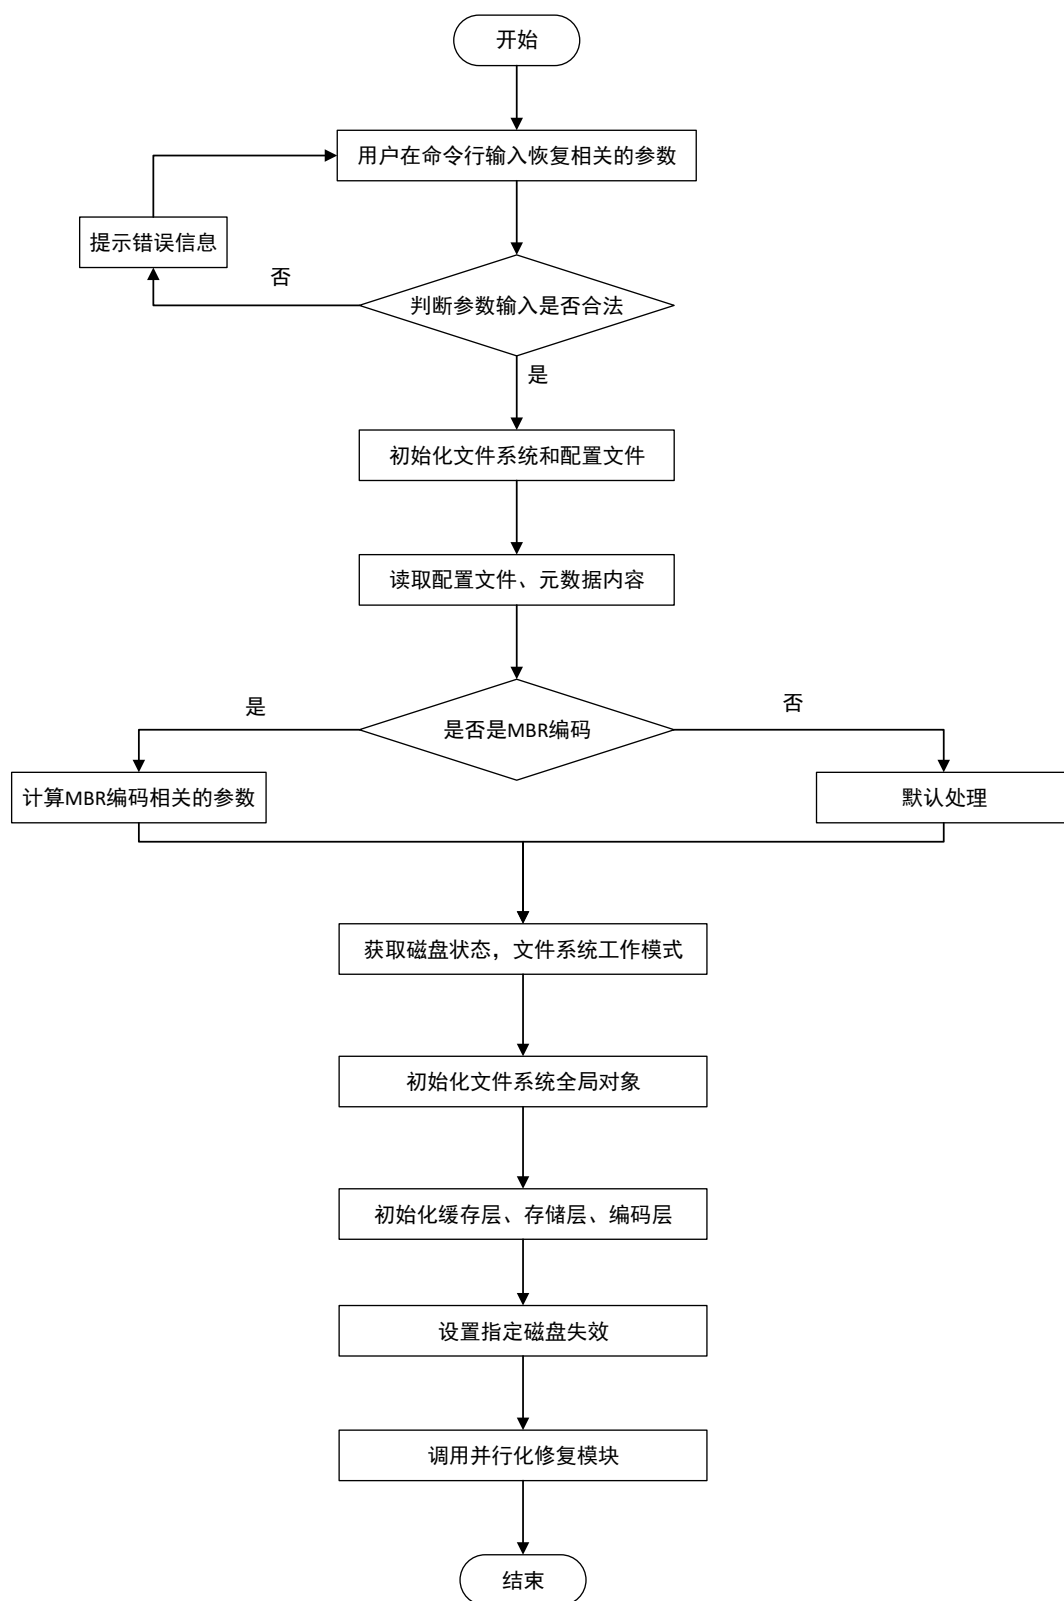 开始
用户在命令行输入恢复相关的参数
提示错误信息
否
判断参数输入是否合法
是
初始化文件系统和配置文件
读取配置文件、元数据内容
是
否
是否是MBR编码
计算MBR编码相关的参数
默认处理
获取磁盘状态，文件系统工作模式
初始化文件系统全局对象
初始化缓存层、存储层、编码层
设置指定磁盘失效
调用并行化修复模块
结束